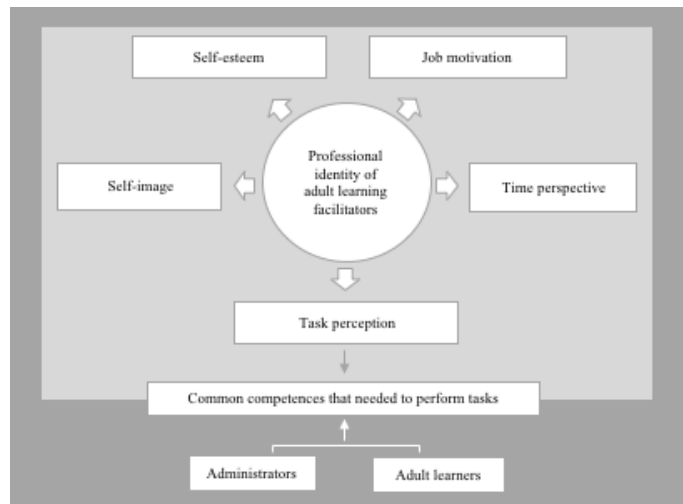 Self-esteem
Job motivation
Professional
identity of
adult learning
facilitators
Self-image
Time perspective
Task perception
Common competences that needed to perform tasks
Administrators
Adult learners